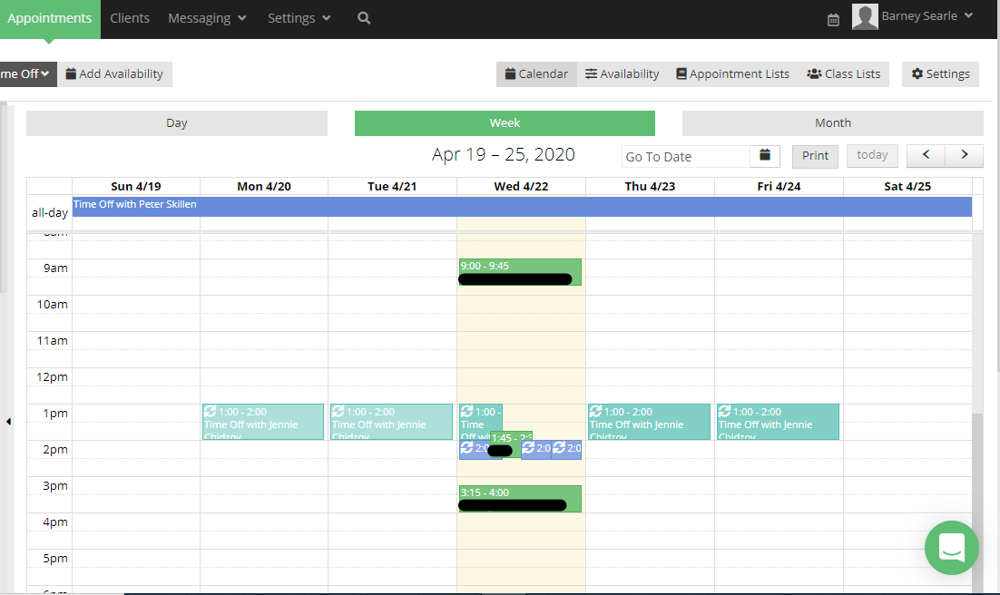 Appointments Clients Messaging Settings Barney Searle
me Off Add Availability Calendar Availability Appointment Lists Class Lists Settings
Day Week Month
Apr 19 – 25, 2020 Go To Date Print today
Sun 4/19 Mon 4/20 Tue 4/21 Wed 4/22 Thu 4/23 Fri 4/24 Sat 4/25
all-day Time Off with Peter Skillen
8am
9am 9:00 - 9:45
10am
11am
12pm
1pm 1:00 - 2:00 1:00 - 2:00 1:00 - 1:00 - 2:00 1:00 - 2:00
Time Off with Jennie Time Off with Jennie Time Time Off with Jennie Time Off with Jennie
Chidzoy Chidzoy Off wit Chidzoy Chidzoy
1:45 - 2:3
2pm 2:0 2:0 2:0
3pm 3:15 - 4:00
4pm
5pm
6pm